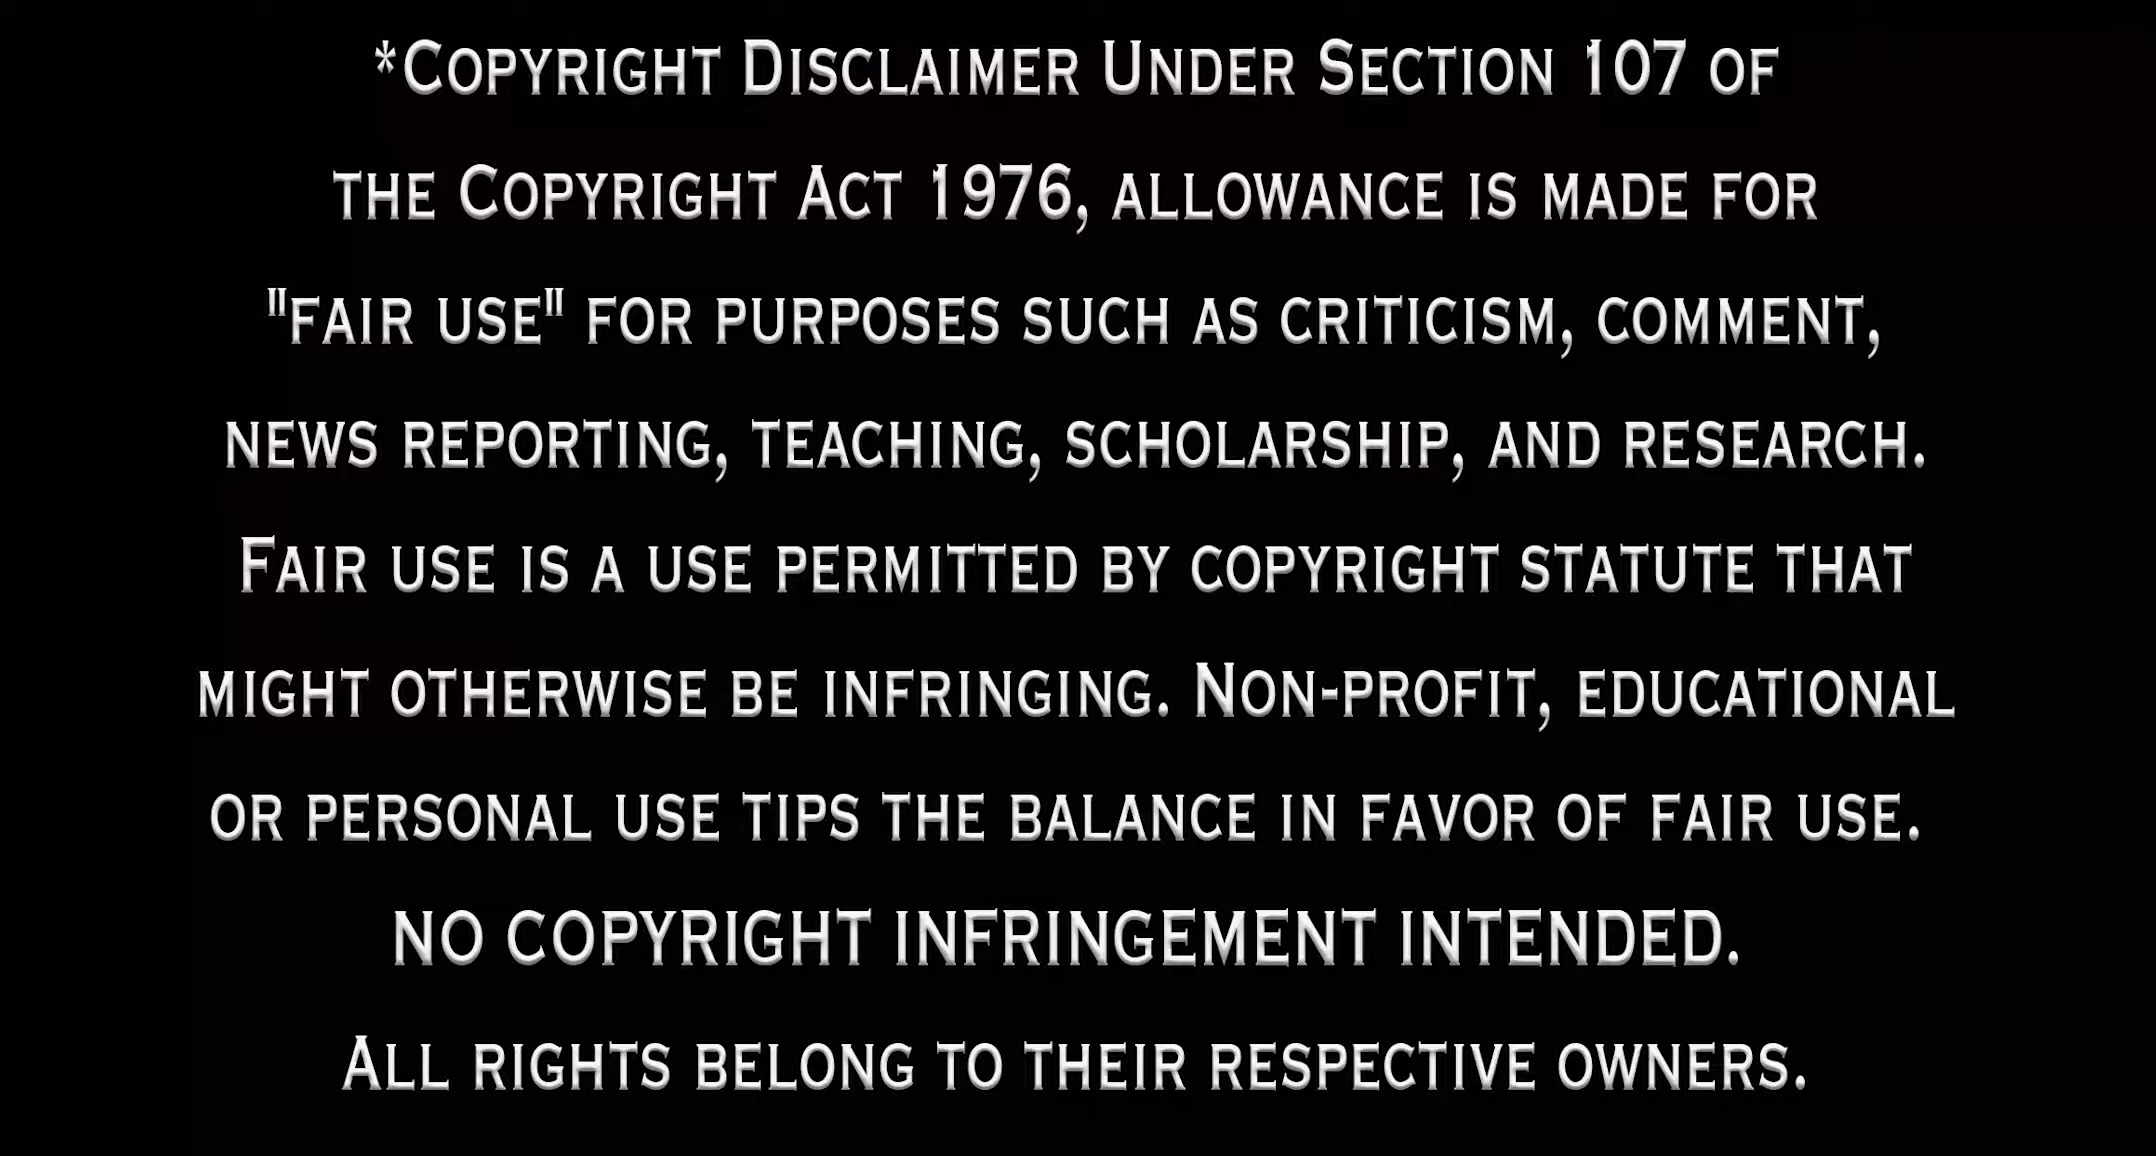 *Copyright Disclaimer Under Section 107 of
the Copyright Act 1976, allowance is made for
"fair use" for purposes such as criticism, comment,
news reporting, teaching, scholarship, and research.
Fair use is a use permitted by copyright statute that
might otherwise be infringing. Non-profit, educational
or personal use tips the balance in favor of fair use.
NO COPYRIGHT INFRINGEMENT INTENDED.
All rights belong to their respective owners.